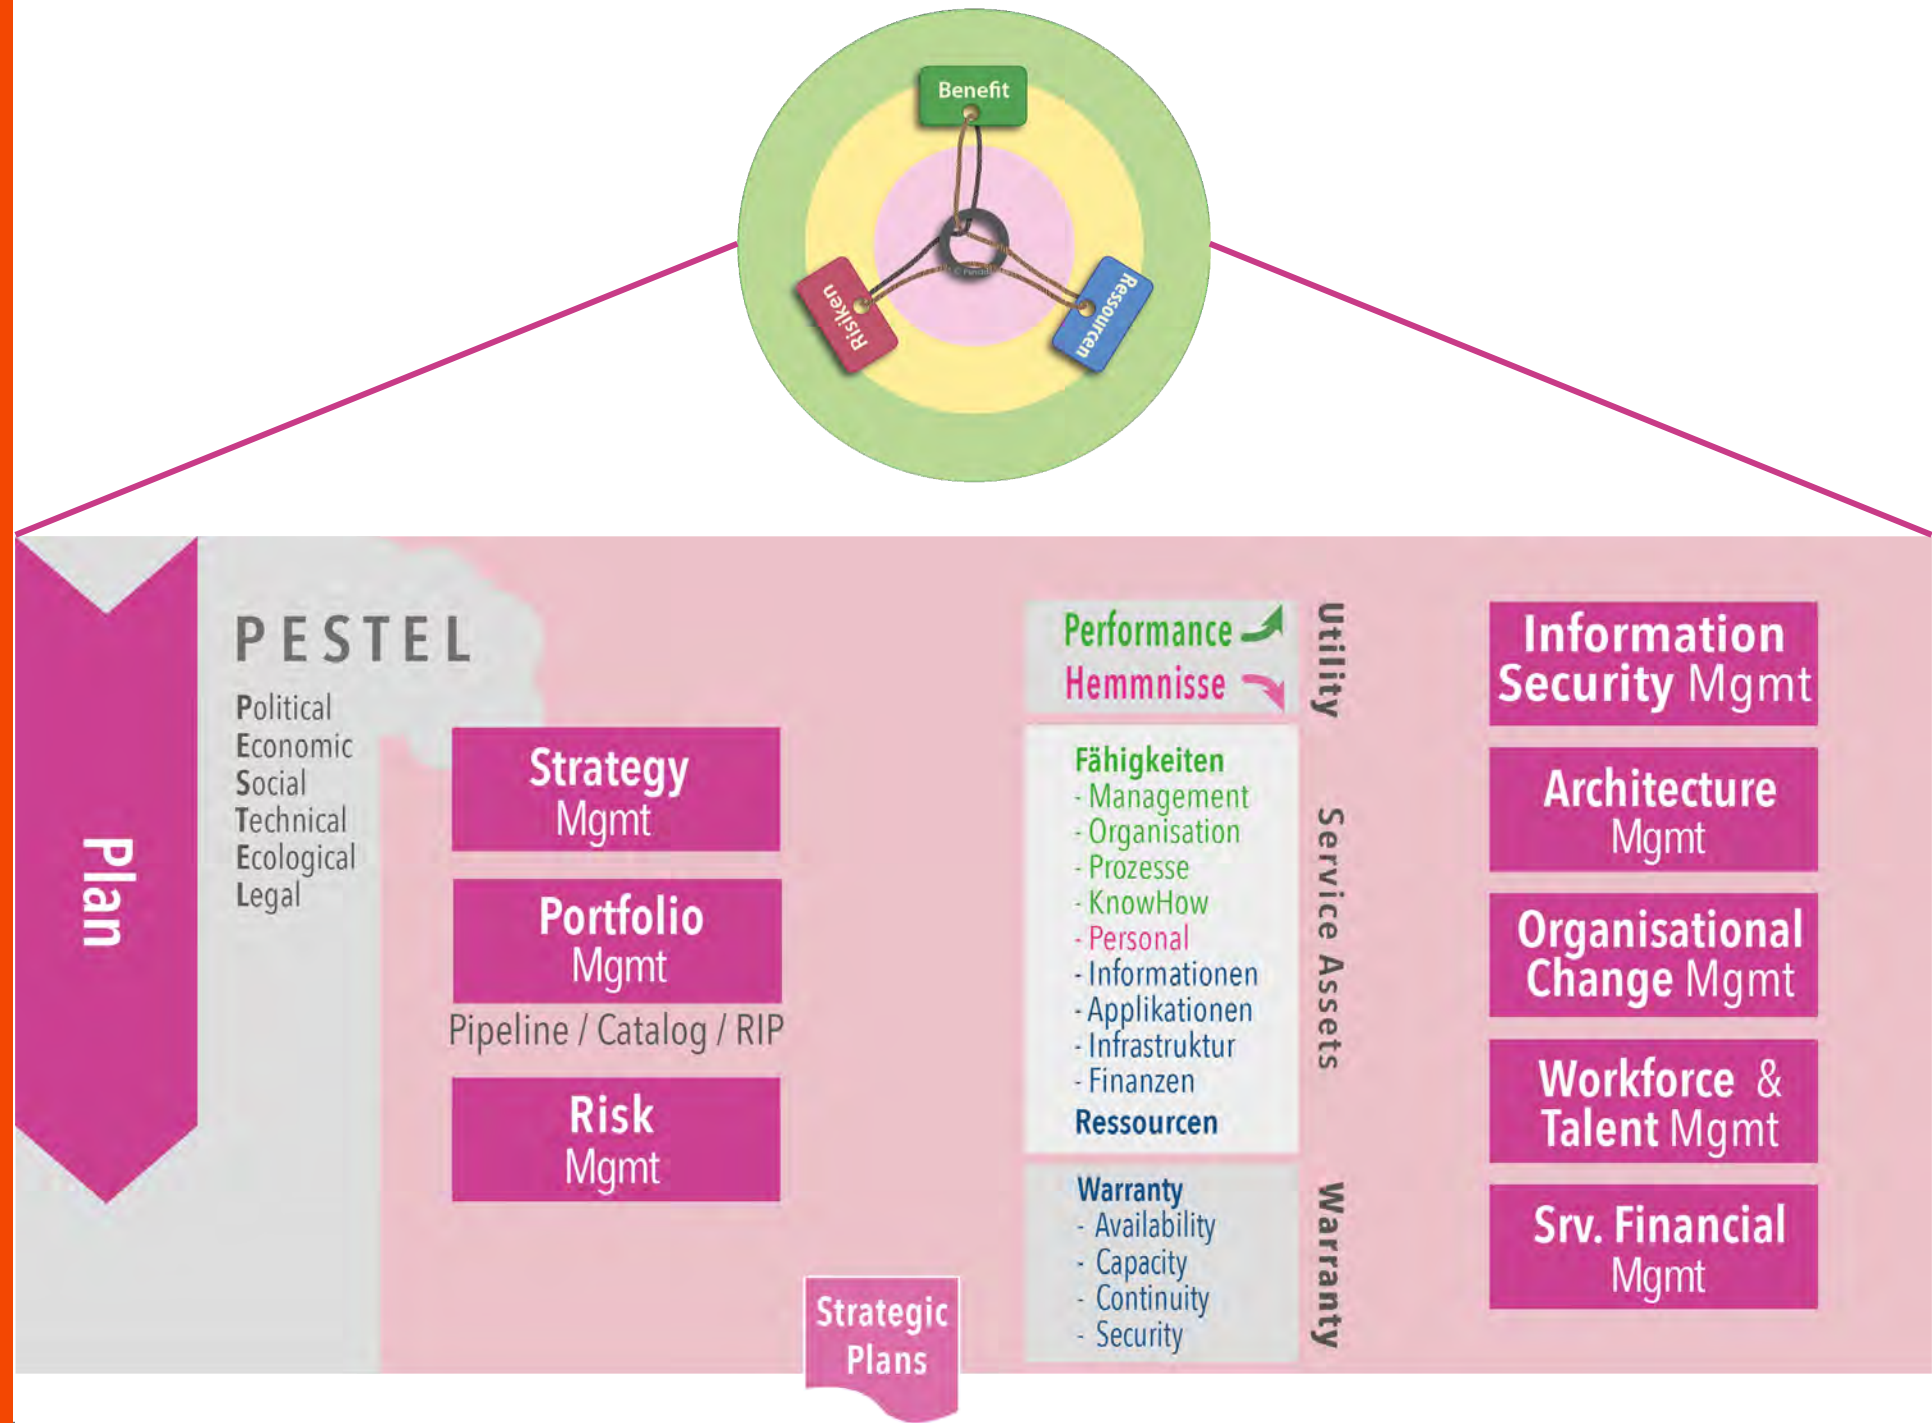 Benefit
Risiken
Ressourcen
Plan
PESTEL
Political
Economic
Social
Technical
Ecological
Legal
Strategy
Mgmt
Portfolio
Mgmt
Pipeline / Catalog / RIP
Risk
Mgmt
Strategic
Plans
Performance
Hemmnisse
Utility
Fähigkeiten
- Management
- Organisation
- Prozesse
- KnowHow
- Personal
- Informationen
- Applikationen
- Infrastruktur
- Finanzen
Ressourcen
Service Assets
Warranty
- Availability
- Capacity
- Continuity
- Security
Warranty
Information
Security Mgmt
Architecture
Mgmt
Organisational
Change Mgmt
Workforce &
Talent Mgmt
Srv. Financial
Mgmt